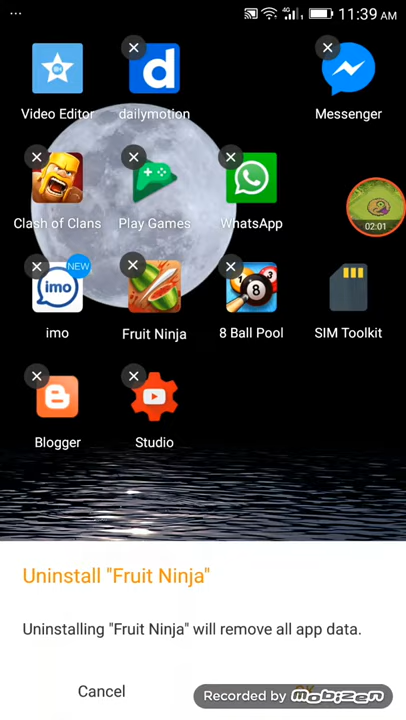 ... 4G 11:39 AM
Video Editor dailymotion Messenger
Clash of Clans Play Games WhatsApp
02:01
NEW
imo
imo Fruit Ninja 8 Ball Pool SIM Toolkit
8
Blogger Studio
Uninstall "Fruit Ninja"
Uninstalling "Fruit Ninja" will remove all app data.
Cancel
Recorded by mobizen